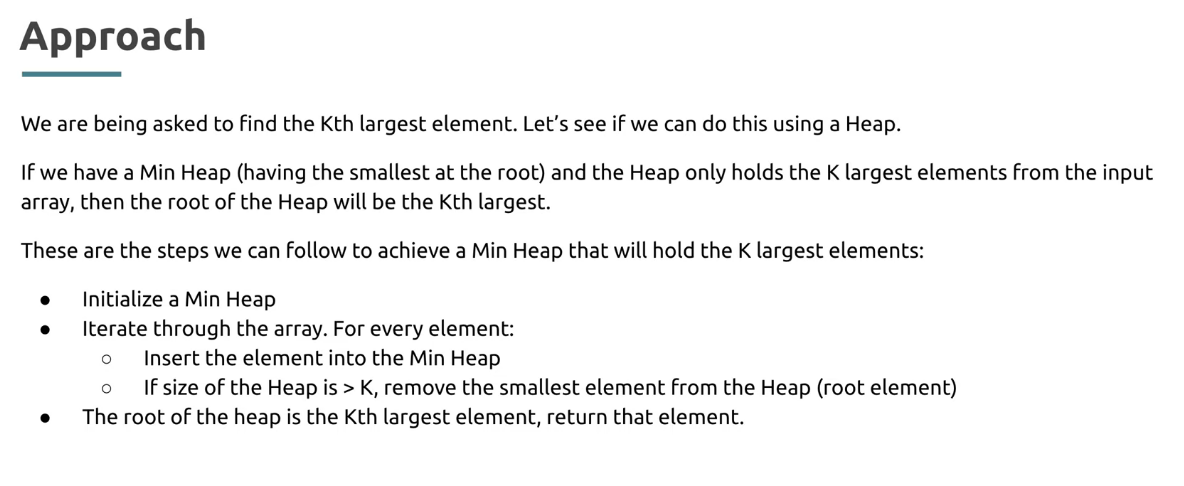 Approach
We are being asked to find the Kth largest element. Let’s see if we can do this using a Heap.
If we have a Min Heap (having the smallest at the root) and the Heap only holds the K largest elements from the input
array, then the root of the Heap will be the Kth largest.
These are the steps we can follow to achieve a Min Heap that will hold the K largest elements:
● Initialize a Min Heap
● Iterate through the array. For every element:
○ Insert the element into the Min Heap
○ If size of the Heap is > K, remove the smallest element from the Heap (root element)
● The root of the heap is the Kth largest element, return that element.